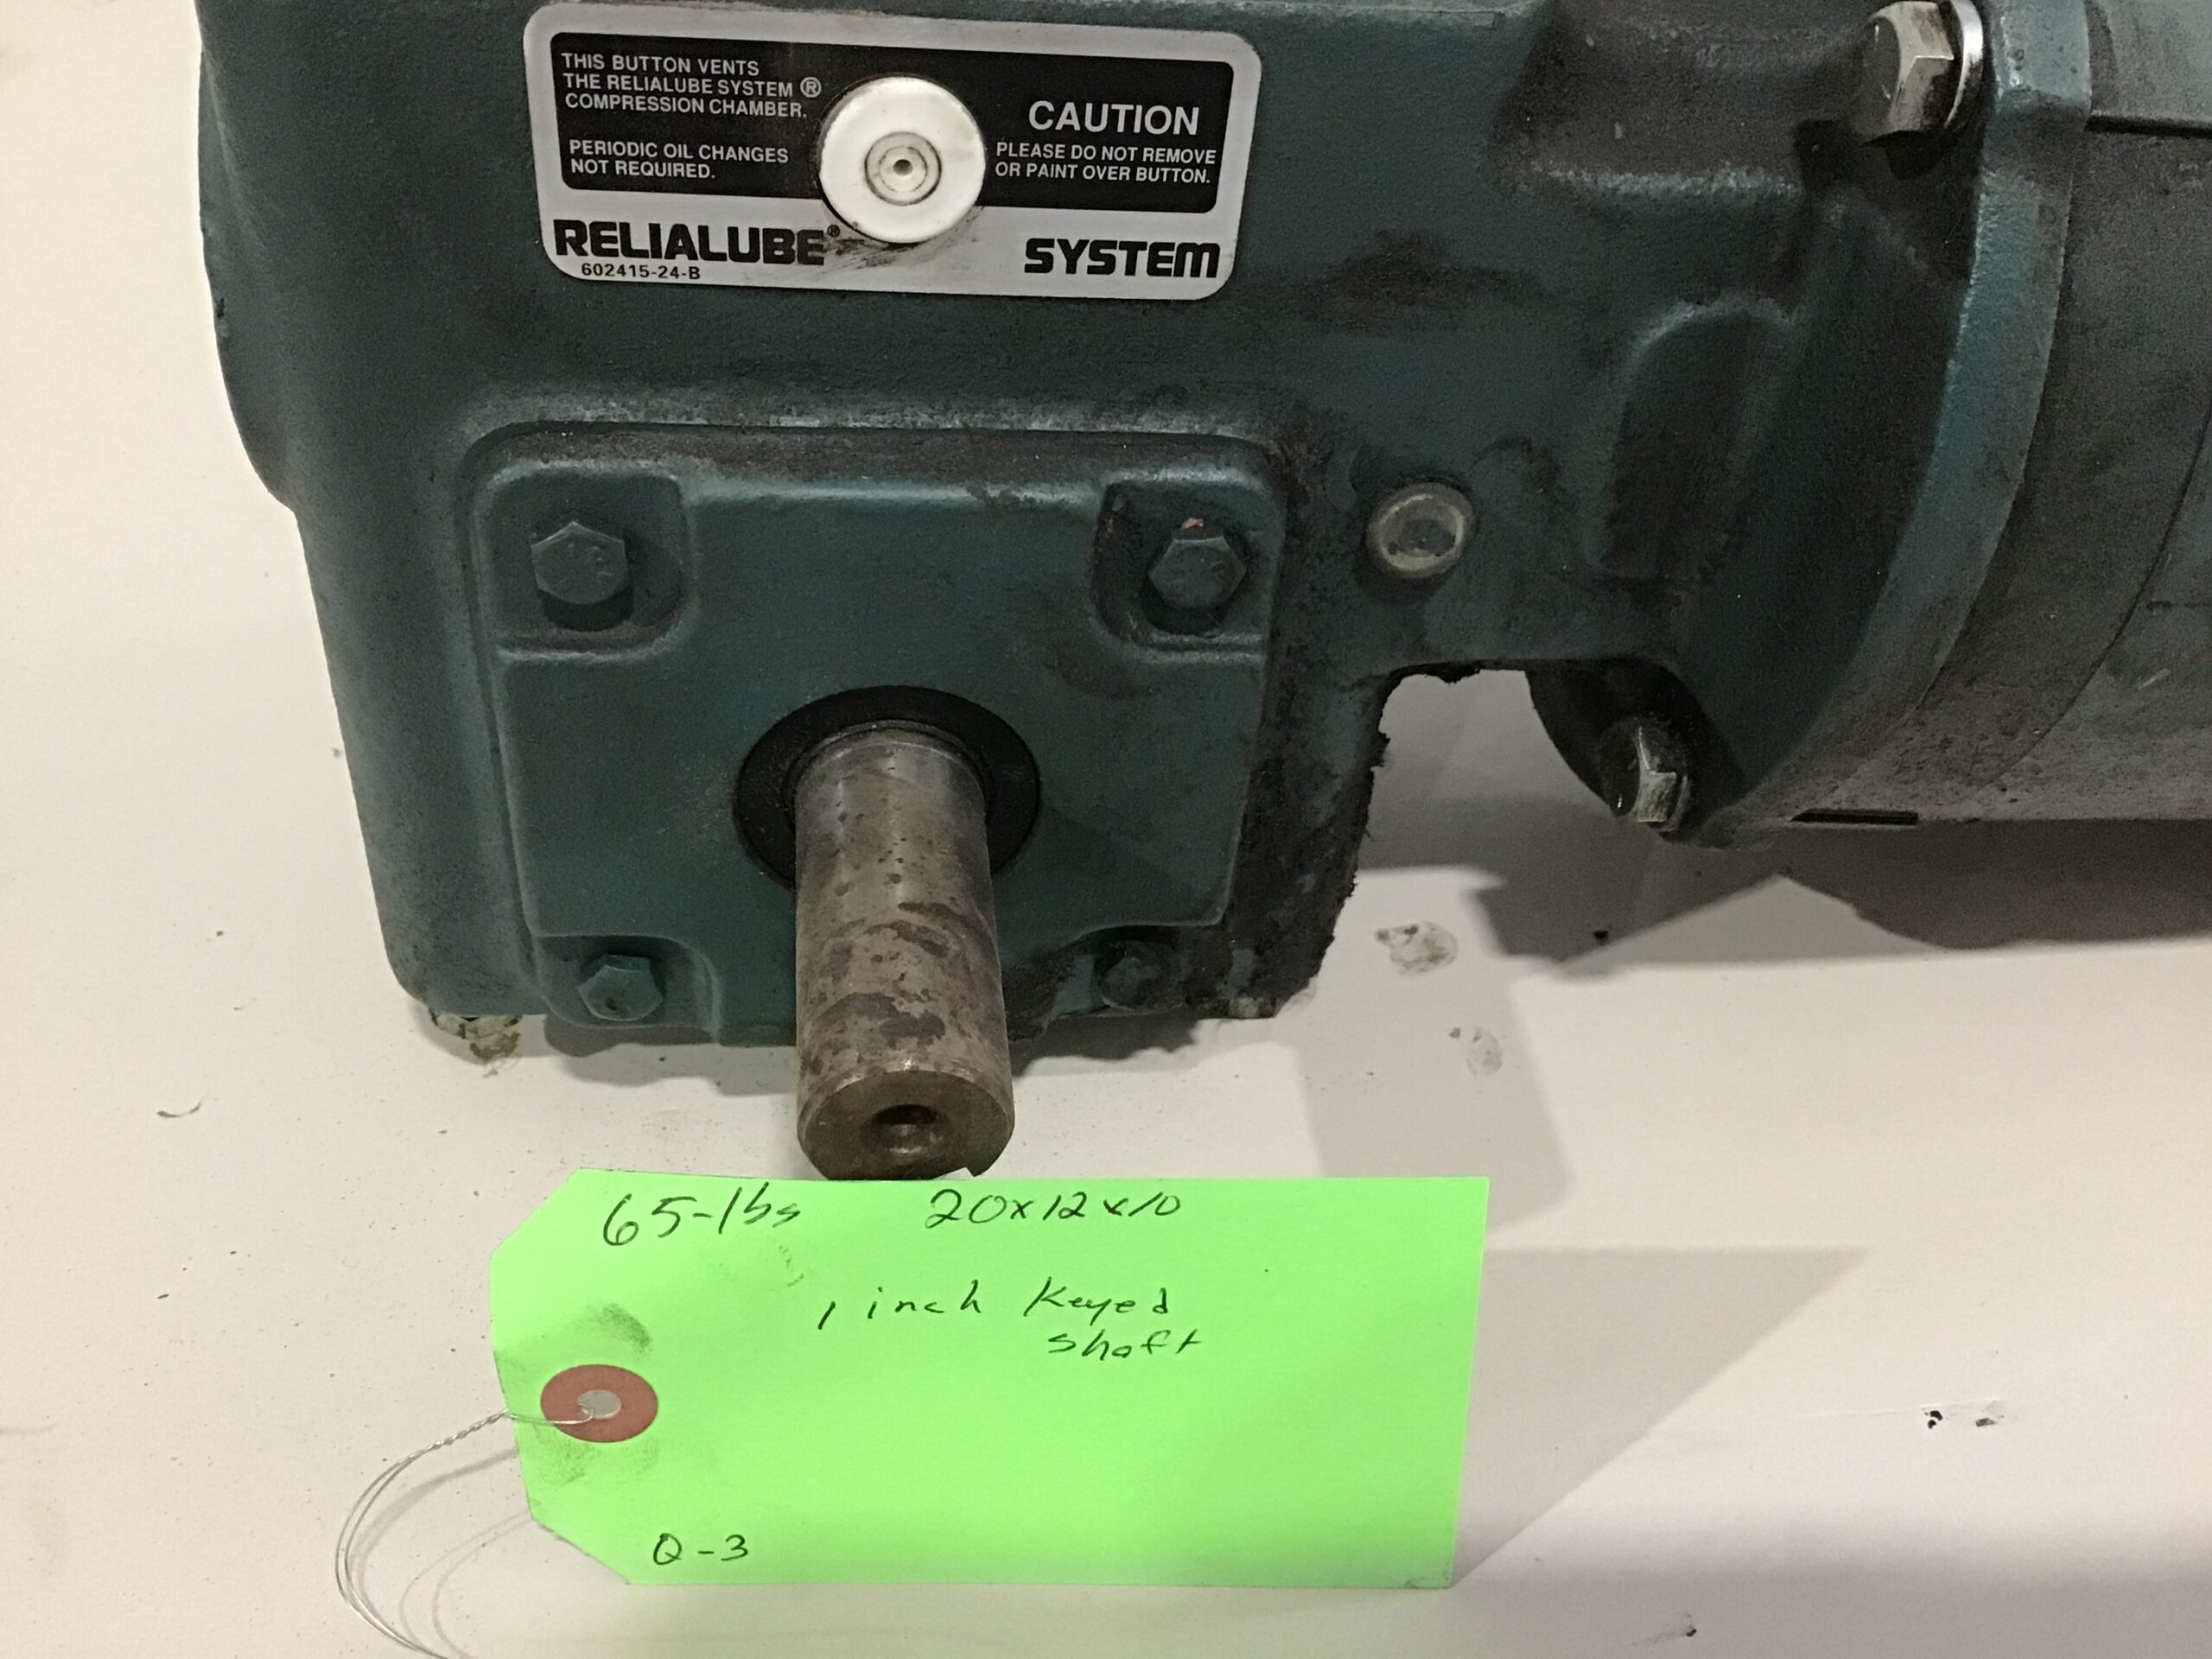 THIS BUTTON VENTS
THE RELIALUBE SYSTEM ®
COMPRESSION CHAMBER.
PERIODIC OIL CHANGES
NOT REQUIRED.
CAUTION
PLEASE DO NOT REMOVE
OR PAINT OVER BUTTON.
RELIALUBE® SYSTEM
602415-24-B
65-lbs 20x12x10
1 inch Keyed
shaft
Q-3